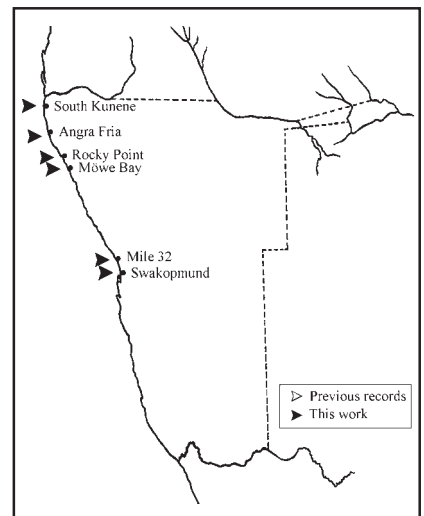 South Kunene
Angra Fria
Rocky Point
Möwe Bay
Mile 32
Swakopmund
Previous records
This work